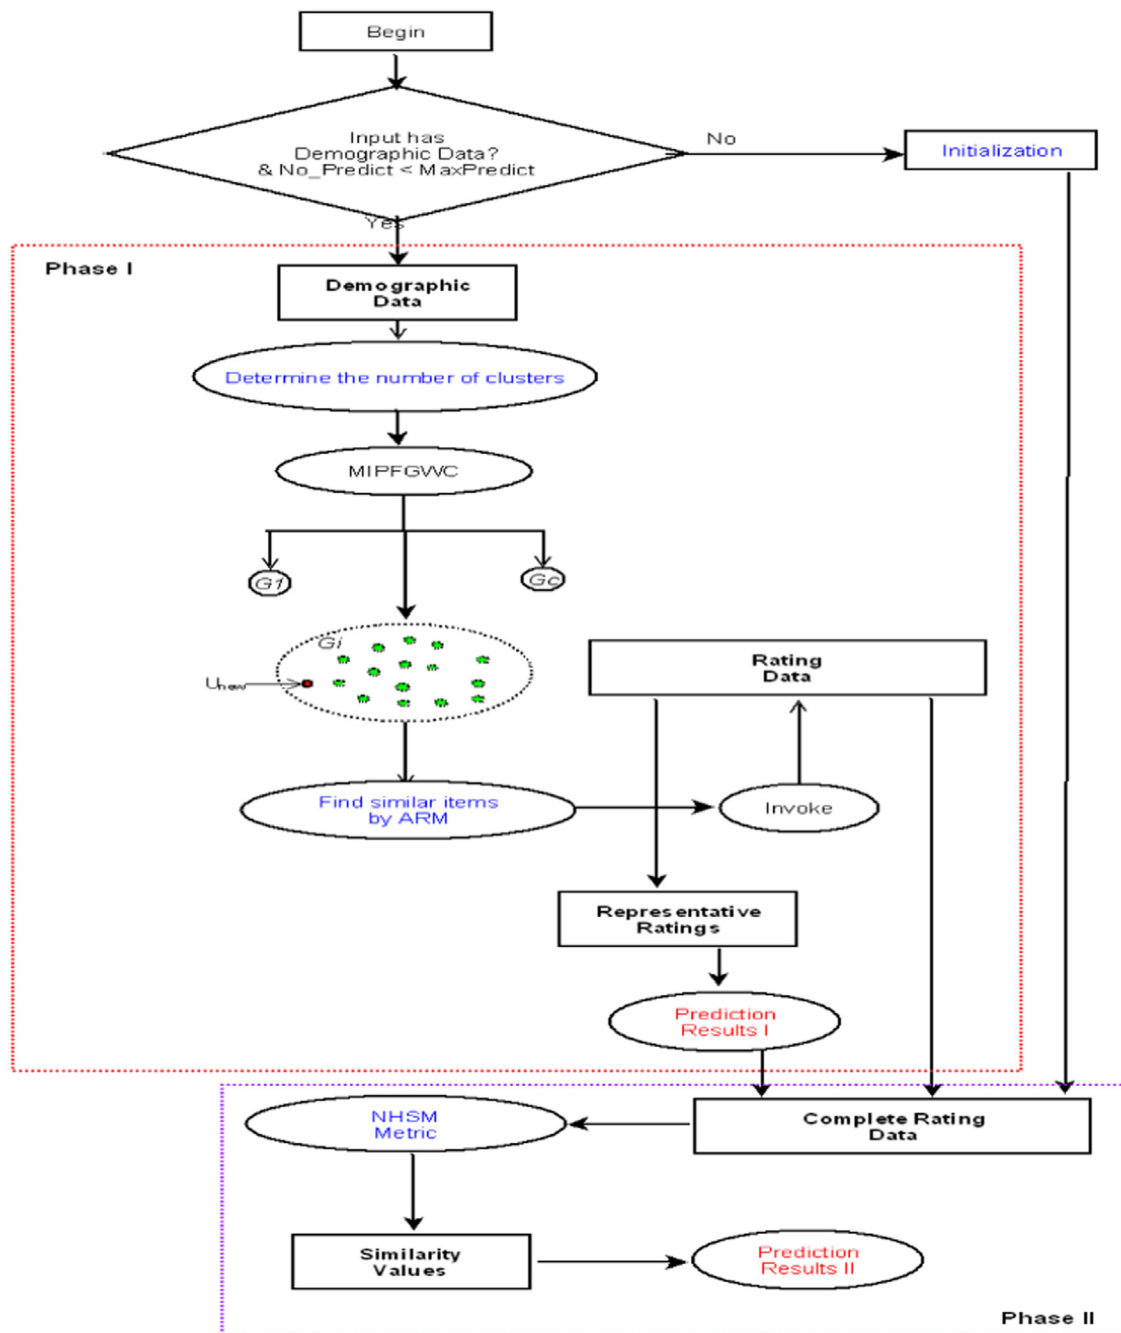 Begin
Input has
Demographic Data?
& No_Predict < MaxPredict
No
Initialization
Yes
Phase I
Demographic
Data
Determine the number of clusters
MIPFGWC
G1
Gc
Gi
Unew
Rating
Data
Find similar items
by ARM
Invoke
Representative
Ratings
Prediction
Results I
NHSM
Metric
Complete Rating
Data
Similarity
Values
Prediction
Results II
Phase II